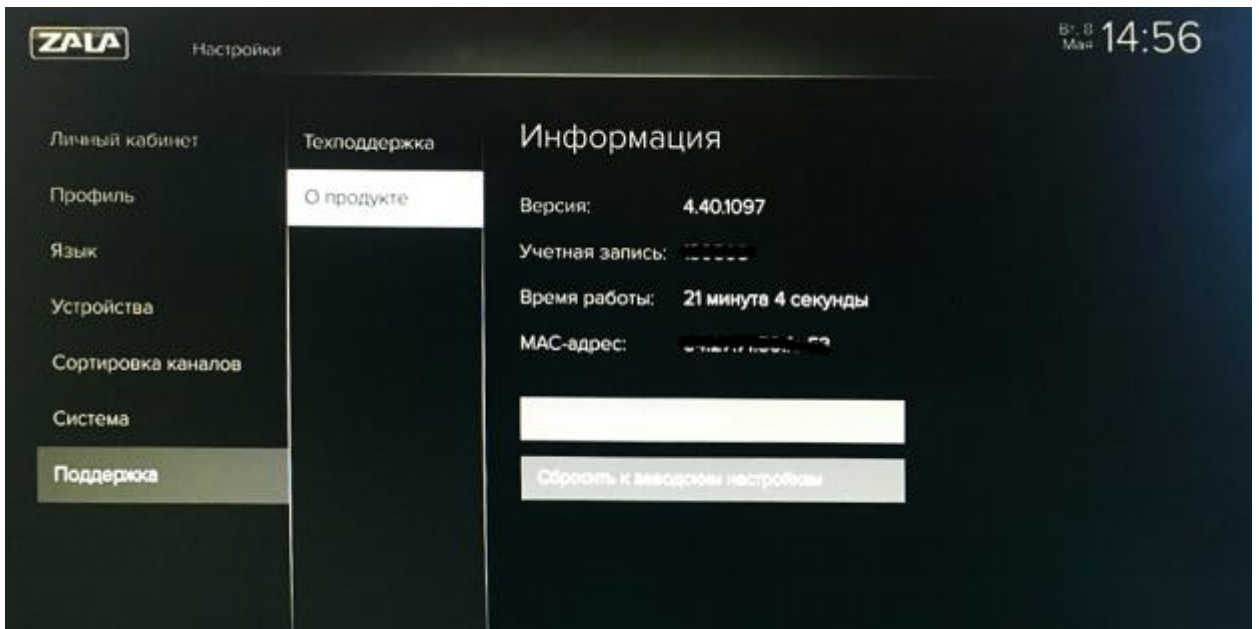 ZALA
Настройки
Вт, 8
Мая
14:56
Личный кабинет
Профиль
Язык
Устройства
Сортировка каналов
Система
Поддержка
Техподдержка
О продукте
Информация
Версия: 4.40.1097
Учетная запись:
Время работы: 21 минута 4 секунды
MAC-адрес:
Сбросить к заводским настройкам